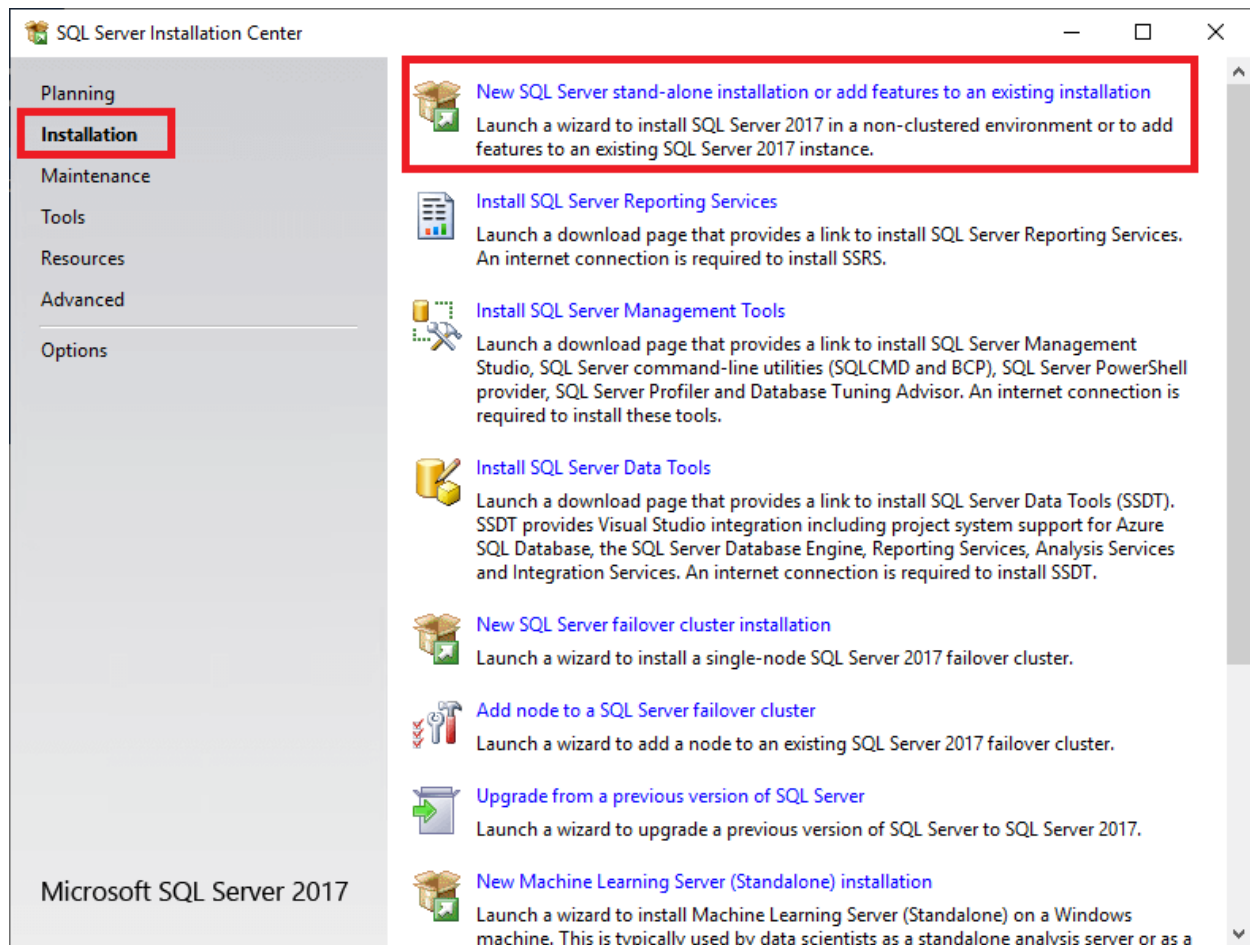 SQL Server Installation Center
Planning
Installation
Maintenance
Tools
Resources
Advanced
Options
Microsoft SQL Server 2017
New SQL Server stand-alone installation or add features to an existing installation
Launch a wizard to install SQL Server 2017 in a non-clustered environment or to add
features to an existing SQL Server 2017 instance.
Install SQL Server Reporting Services
Launch a download page that provides a link to install SQL Server Reporting Services.
An internet connection is required to install SSRS.
Install SQL Server Management Tools
Launch a download page that provides a link to install SQL Server Management
Studio, SQL Server command-line utilities (SQLCMD and BCP), SQL Server PowerShell
provider, SQL Server Profiler and Database Tuning Advisor. An internet connection is
required to install these tools.
Install SQL Server Data Tools
Launch a download page that provides a link to install SQL Server Data Tools (SSDT).
SSDT provides Visual Studio integration including project system support for Azure
SQL Database, the SQL Server Database Engine, Reporting Services, Analysis Services
and Integration Services. An internet connection is required to install SSDT.
New SQL Server failover cluster installation
Launch a wizard to install a single-node SQL Server 2017 failover cluster.
Add node to a SQL Server failover cluster
Launch a wizard to add a node to an existing SQL Server 2017 failover cluster.
Upgrade from a previous version of SQL Server
Launch a wizard to upgrade a previous version of SQL Server to SQL Server 2017.
New Machine Learning Server (Standalone) installation
Launch a wizard to install Machine Learning Server (Standalone) on a Windows
machine. This is typically used by data scientists as a standalone analysis server or as a